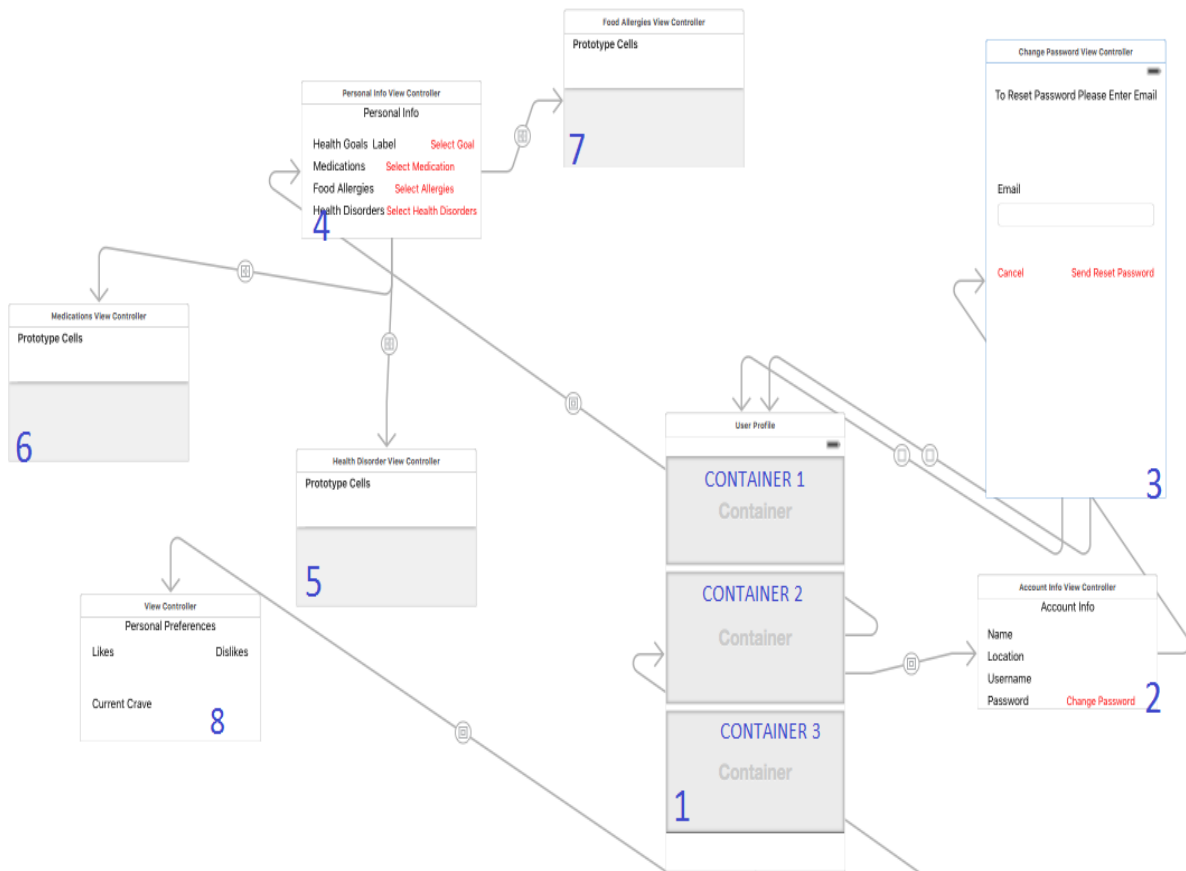 Food Allergies View Controller
Prototype Cells
7
Change Password View Controller
To Reset Password Please Enter Email
Email
Cancel
Send Reset Password
3
Personal Info View Controller
Personal Info
Health Goals Label Select Goal
Medications Select Medication
Food Allergies Select Allergies
Health Disorders Select Health Disorders
4
Medications View Controller
Prototype Cells
6
Health Disorder View Controller
Prototype Cells
5
User Profile
CONTAINER 1
Container
CONTAINER 2
Container
CONTAINER 3
Container
1
Account Info View Controller
Account Info
Name
Location
Username
Password Change Password
2
View Controller
Personal Preferences
Likes Dislikes
Current Crave
8